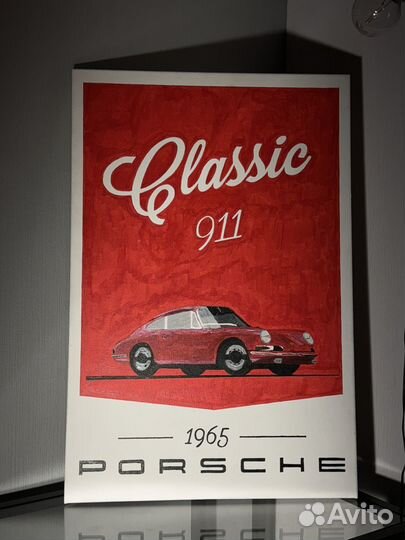 Classic
911
1965
PORSCHE
Avito